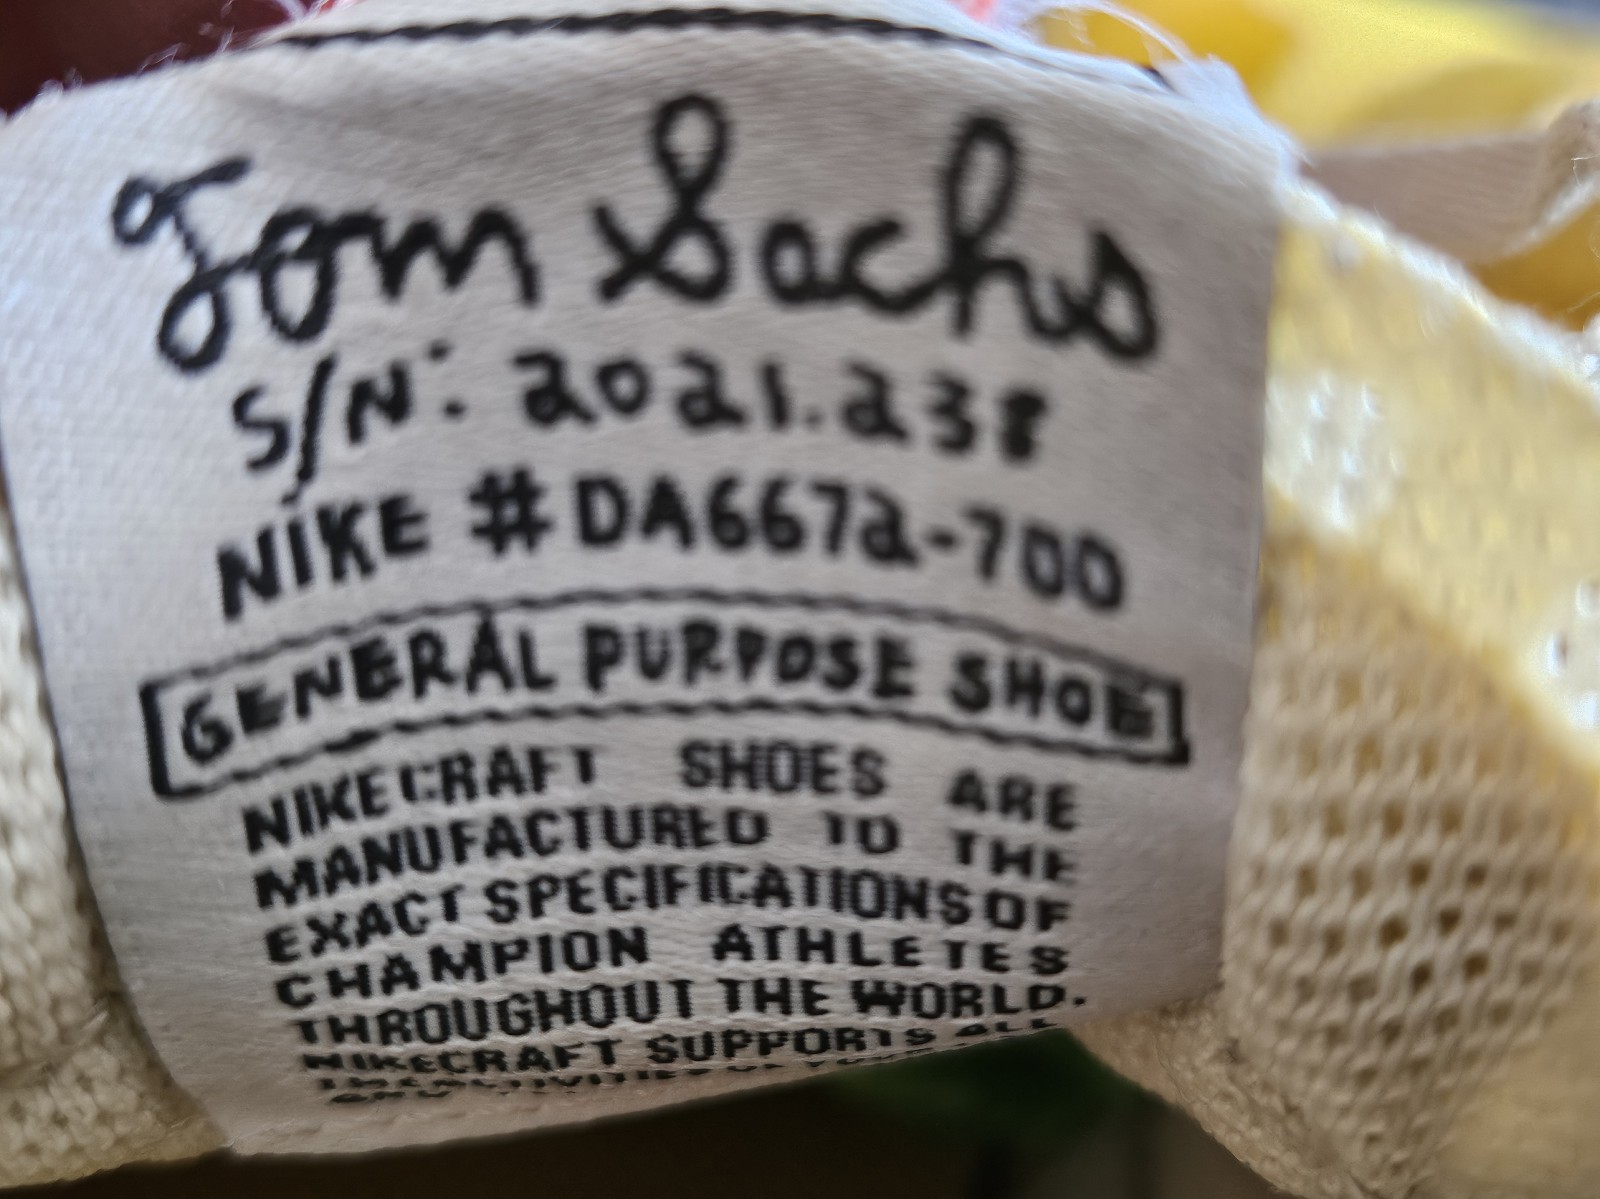 Tom Sachs
S/N: 2021.238
NIKE #DA6672-700
GENERAL PURPOSE SHOE
NIKECRAFT SHOES ARE
MANUFACTURED TO THE
EXACT SPECIFICATIONS OF
CHAMPION ATHLETES
THROUGHOUT THE WORLD.
NIKECRAFT SUPPORTS ALL